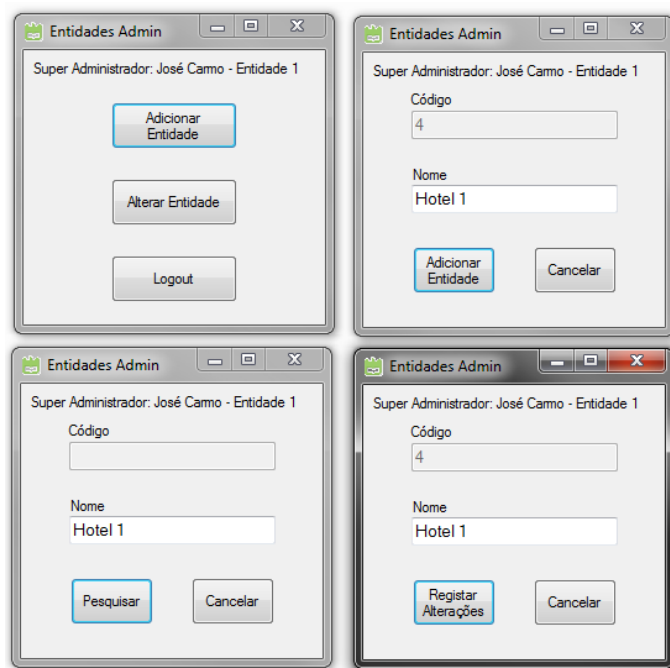 Entidades Admin
Super Administrador: José Carmo - Entidade 1
Adicionar
Entidade
Alterar Entidade
Logout
Entidades Admin
Super Administrador: José Carmo - Entidade 1
Código
4
Nome
Hotel 1
Adicionar
Entidade
Cancelar
Entidades Admin
Super Administrador: José Carmo - Entidade 1
Código
Nome
Hotel 1
Pesquisar
Cancelar
Entidades Admin
Super Administrador: José Carmo - Entidade 1
Código
4
Nome
Hotel 1
Registar
Alterações
Cancelar